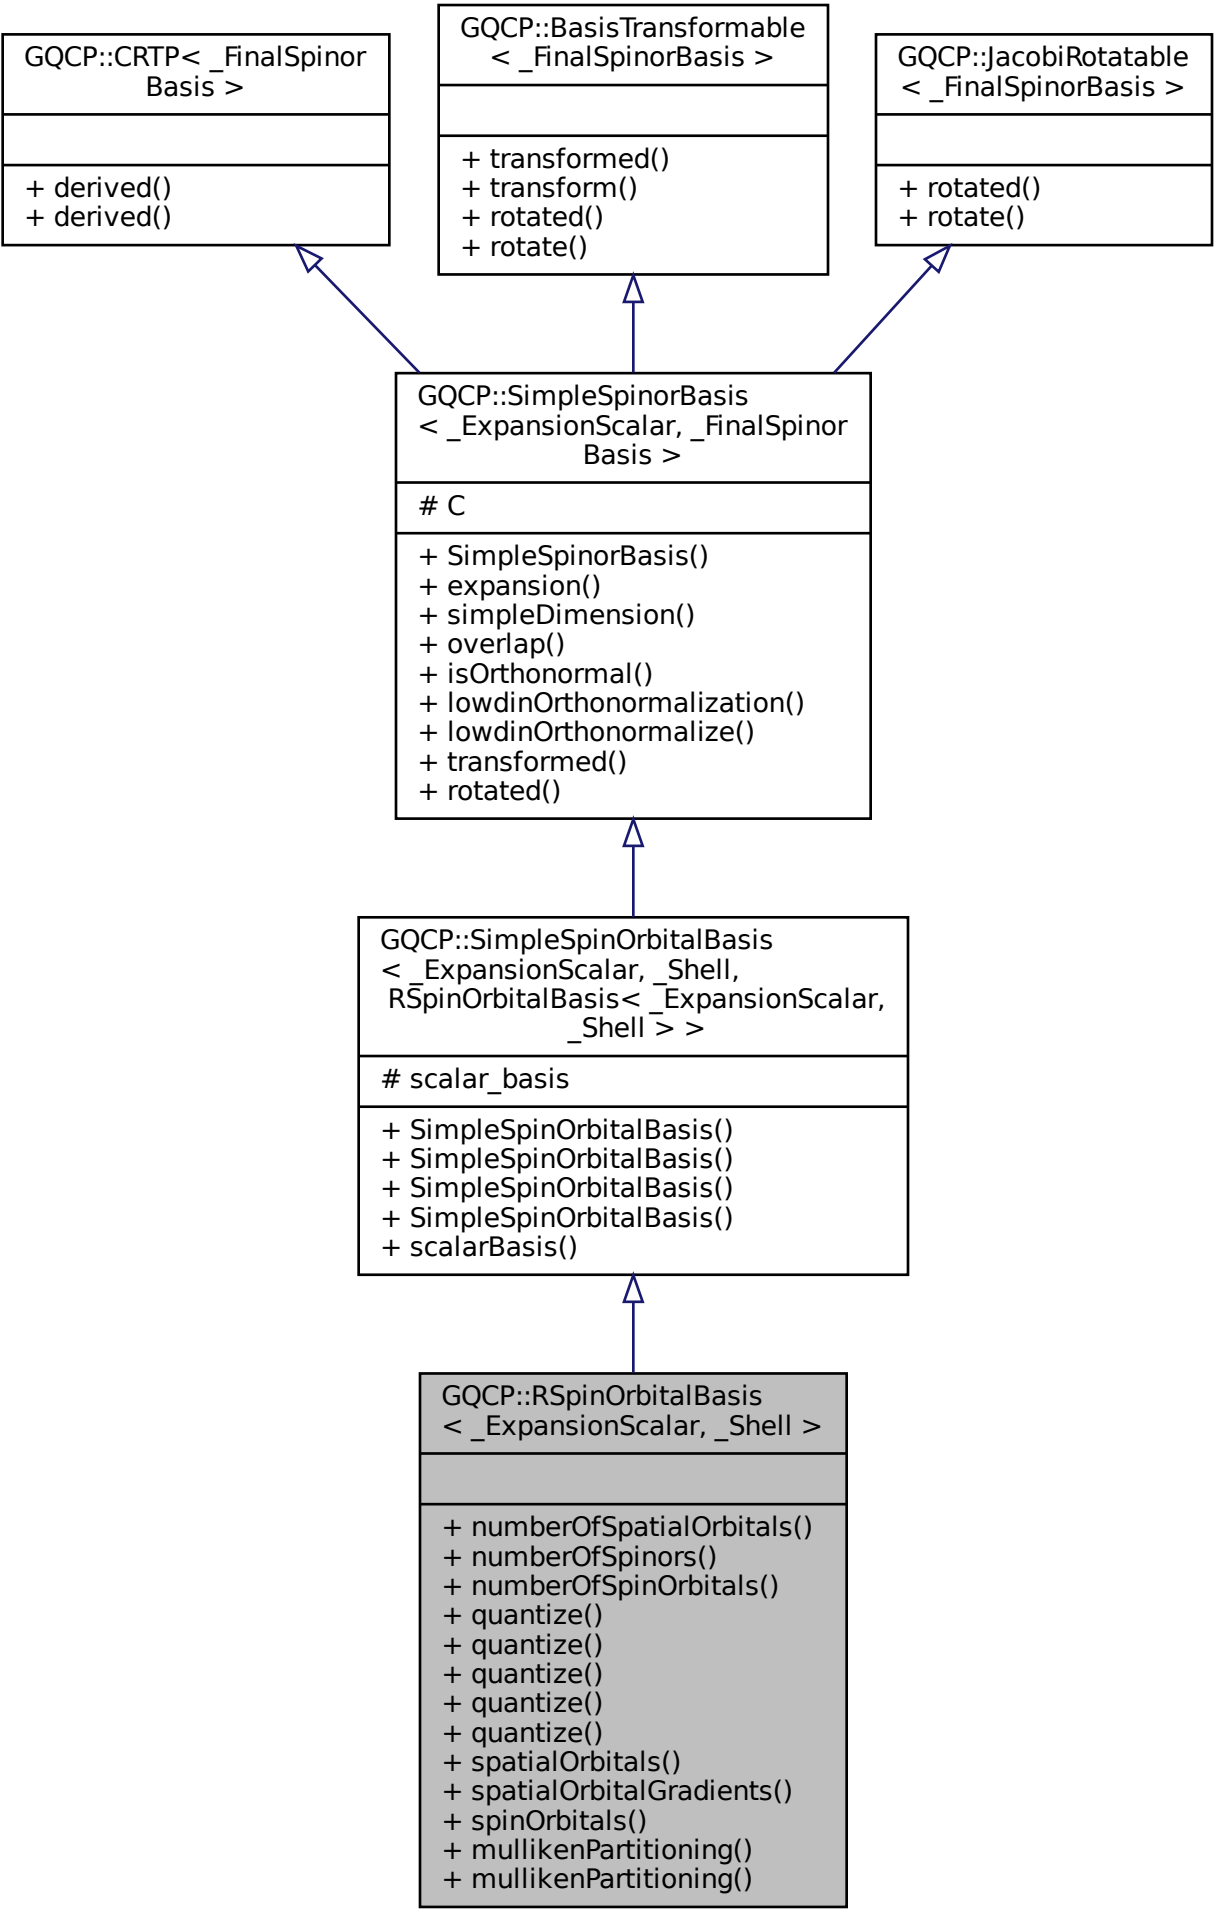 GQCP::CRTP< _FinalSpinor
Basis >
+ derived()
+ derived()
GQCP::BasisTransformable
< _FinalSpinorBasis >
+ transformed()
+ transform()
+ rotated()
+ rotate()
GQCP::JacobiRotatable
< _FinalSpinorBasis >
+ rotated()
+ rotate()
GQCP::SimpleSpinorBasis
< _ExpansionScalar, _FinalSpinor
Basis >
# C
+ SimpleSpinorBasis()
+ expansion()
+ simpleDimension()
+ overlap()
+ isOrthonormal()
+ lowdinOrthonormalization()
+ lowdinOrthonormalize()
+ transformed()
+ rotated()
GQCP::SimpleSpinOrbitalBasis
< _ExpansionScalar, _Shell,
RSpinOrbitalBasis< _ExpansionScalar,
_Shell > >
# scalar_basis
+ SimpleSpinOrbitalBasis()
+ SimpleSpinOrbitalBasis()
+ SimpleSpinOrbitalBasis()
+ SimpleSpinOrbitalBasis()
+ scalarBasis()
GQCP::RSpinOrbitalBasis
< _ExpansionScalar, _Shell >
+ numberOfSpatialOrbitals()
+ numberOfSpinors()
+ numberOfSpinOrbitals()
+ quantize()
+ quantize()
+ quantize()
+ quantize()
+ quantize()
+ spatialOrbitals()
+ spatialOrbitalGradients()
+ spinOrbitals()
+ mullikenPartitioning()
+ mullikenPartitioning()